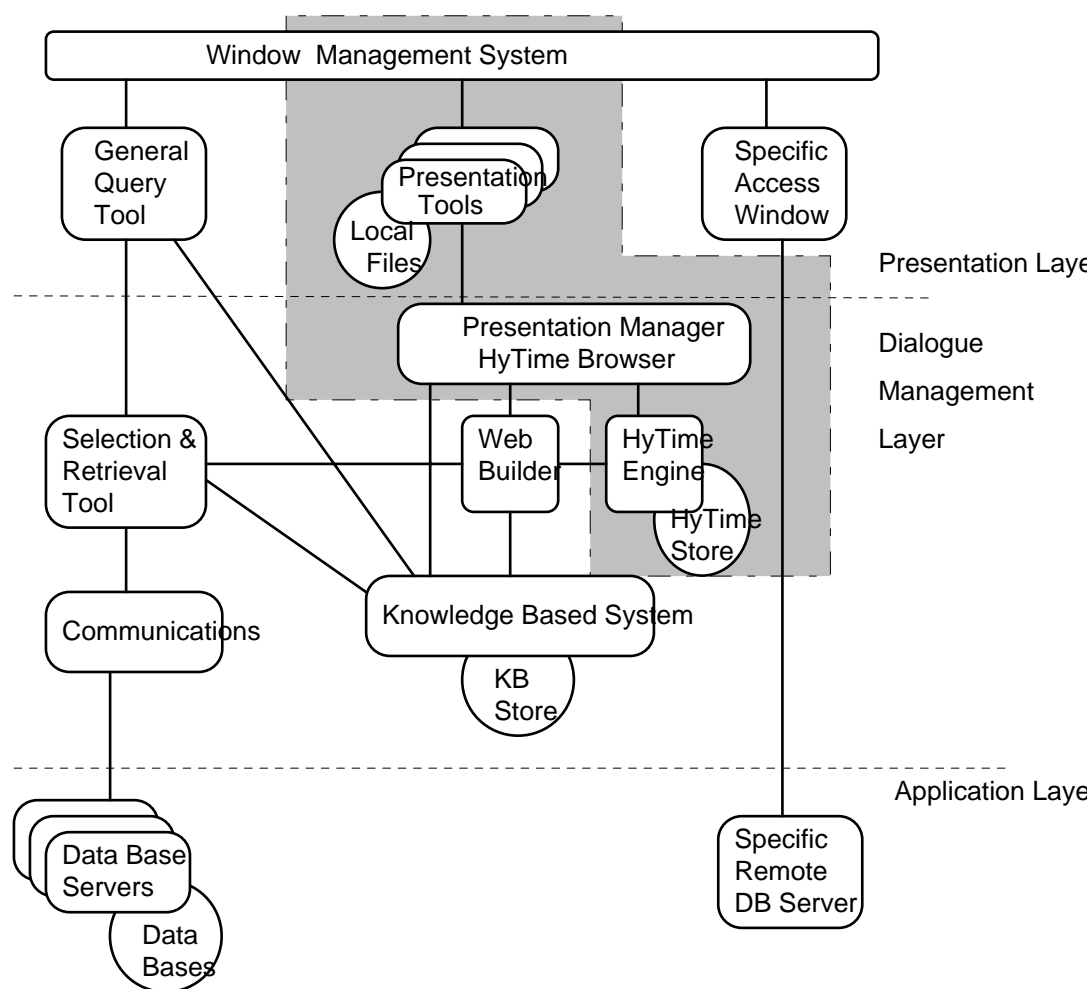 Window Management System
General
Query
Tool
Presentation
Tools
Local
Files
Specific
Access
Window
Presentation Laye
Presentation Manager
HyTime Browser
Dialogue
Management
Layer
Selection &
Retrieval
Tool
Web
Builder
HyTime
Engine
HyTime
Store
Communications
Knowledge Based System
KB
Store
Application Laye
Data Base
Servers
Data
Bases
Specific
Remote
DB Server